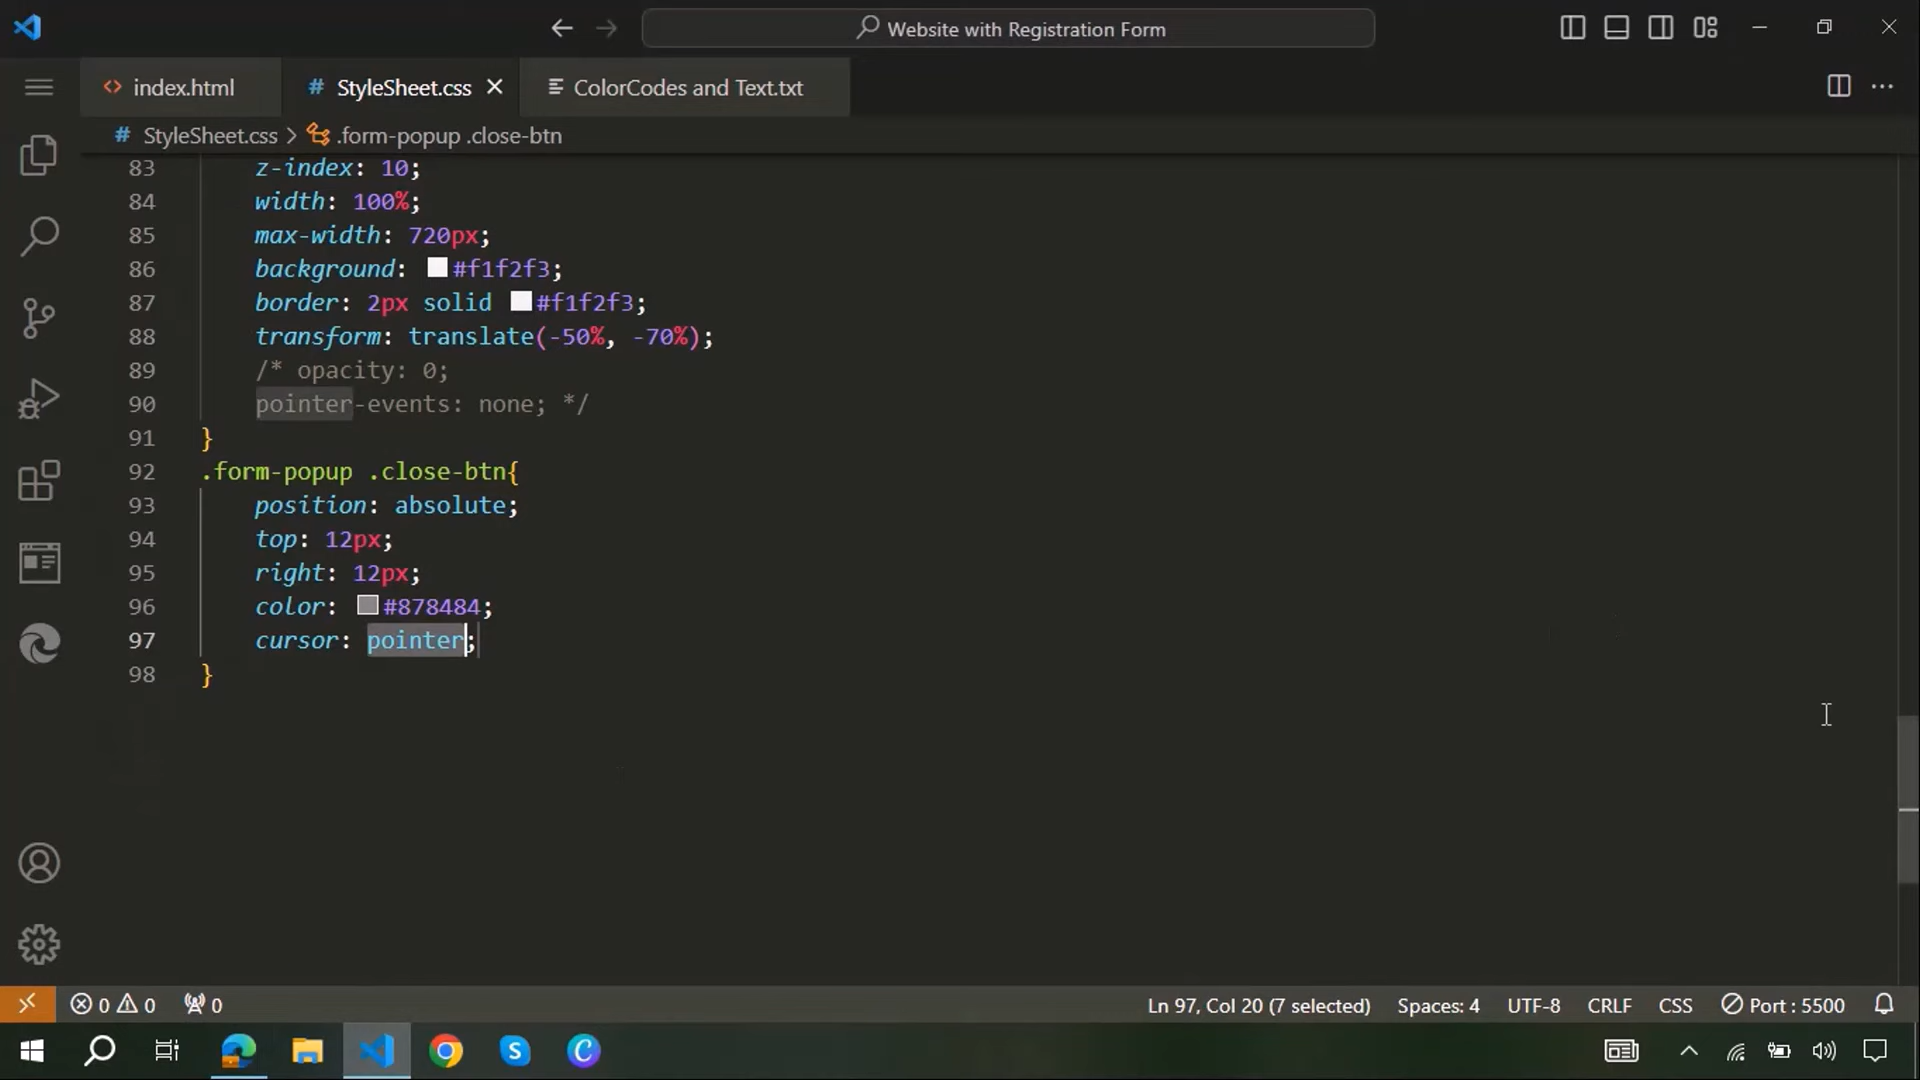 Website with Registration Form
index.html
# StyleSheet.css
ColorCodes and Text.txt
# StyleSheet.css > .form-popup .close-btn
83 z-index: 10;
84 width: 100%;
85 max-width: 720px;
86 background: #f1f2f3;
87 border: 2px solid #f1f2f3;
88 transform: translate(-50%, -70%);
89 /* opacity: 0;
90 pointer-events: none; */
91 }
92 .form-popup .close-btn{
93 position: absolute;
94 top: 12px;
95 right: 12px;
96 color: #878484;
97 cursor: pointer;
98 }
0 0 0 Ln 97, Col 20 (7 selected) Spaces: 4 UTF-8 CRLF CSS Port : 5500